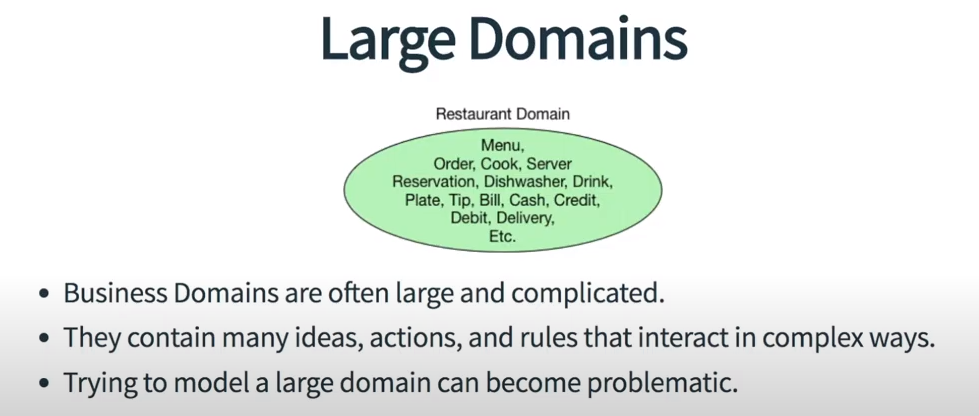 Large Domains
Restaurant Domain
Menu,
Order, Cook, Server
Reservation, Dishwasher, Drink,
Plate, Tip, Bill, Cash, Credit,
Debit, Delivery,
Etc.
• Business Domains are often large and complicated.
• They contain many ideas, actions, and rules that interact in complex ways.
• Trying to model a large domain can become problematic.